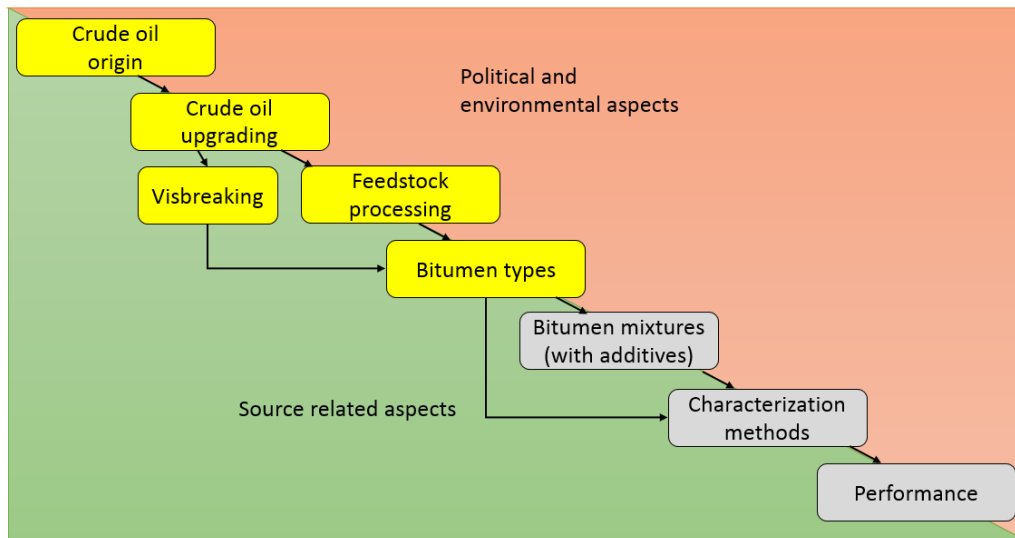 Crude oil
origin
Political and
environmental aspects
Crude oil
upgrading
Visbreaking
Feedstock
processing
Bitumen types
Bitumen mixtures
(with additives)
Source related aspects
Characterization
methods
Performance